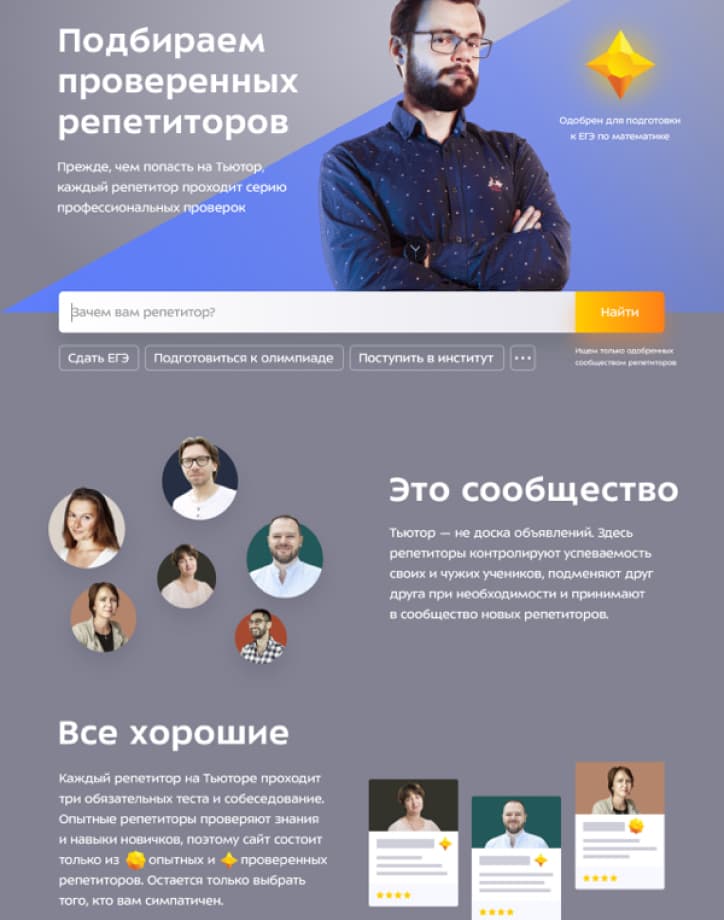 Подбираем
проверенных
репетиторов
Прежде, чем попасть на Тьютор,
каждый репетитор проходит серию
профессиональных проверок
Одобрен для подготовки
к ЕГЭ по математике
Зачем вам репетитор?
Найти
Сдать ЕГЭ
Подготовиться к олимпиаде
Поступить в институт
Ищем только одобренных
сообществом репетиторов
Это сообщество
Тьютор — не доска объявлений. Здесь
репетиторы контролируют успеваемость
своих и чужих учеников, подменяют друг
друга при необходимости и принимают
в сообщество новых репетиторов.
Все хорошие
Каждый репетитор на Тьюторе проходит
три обязательных теста и собеседование.
Опытные репетиторы проверяют знания
и навыки новичков, поэтому сайт состоит
только из опытных и проверенных
репетиторов. Остается только выбрать
того, кто вам симпатичен.